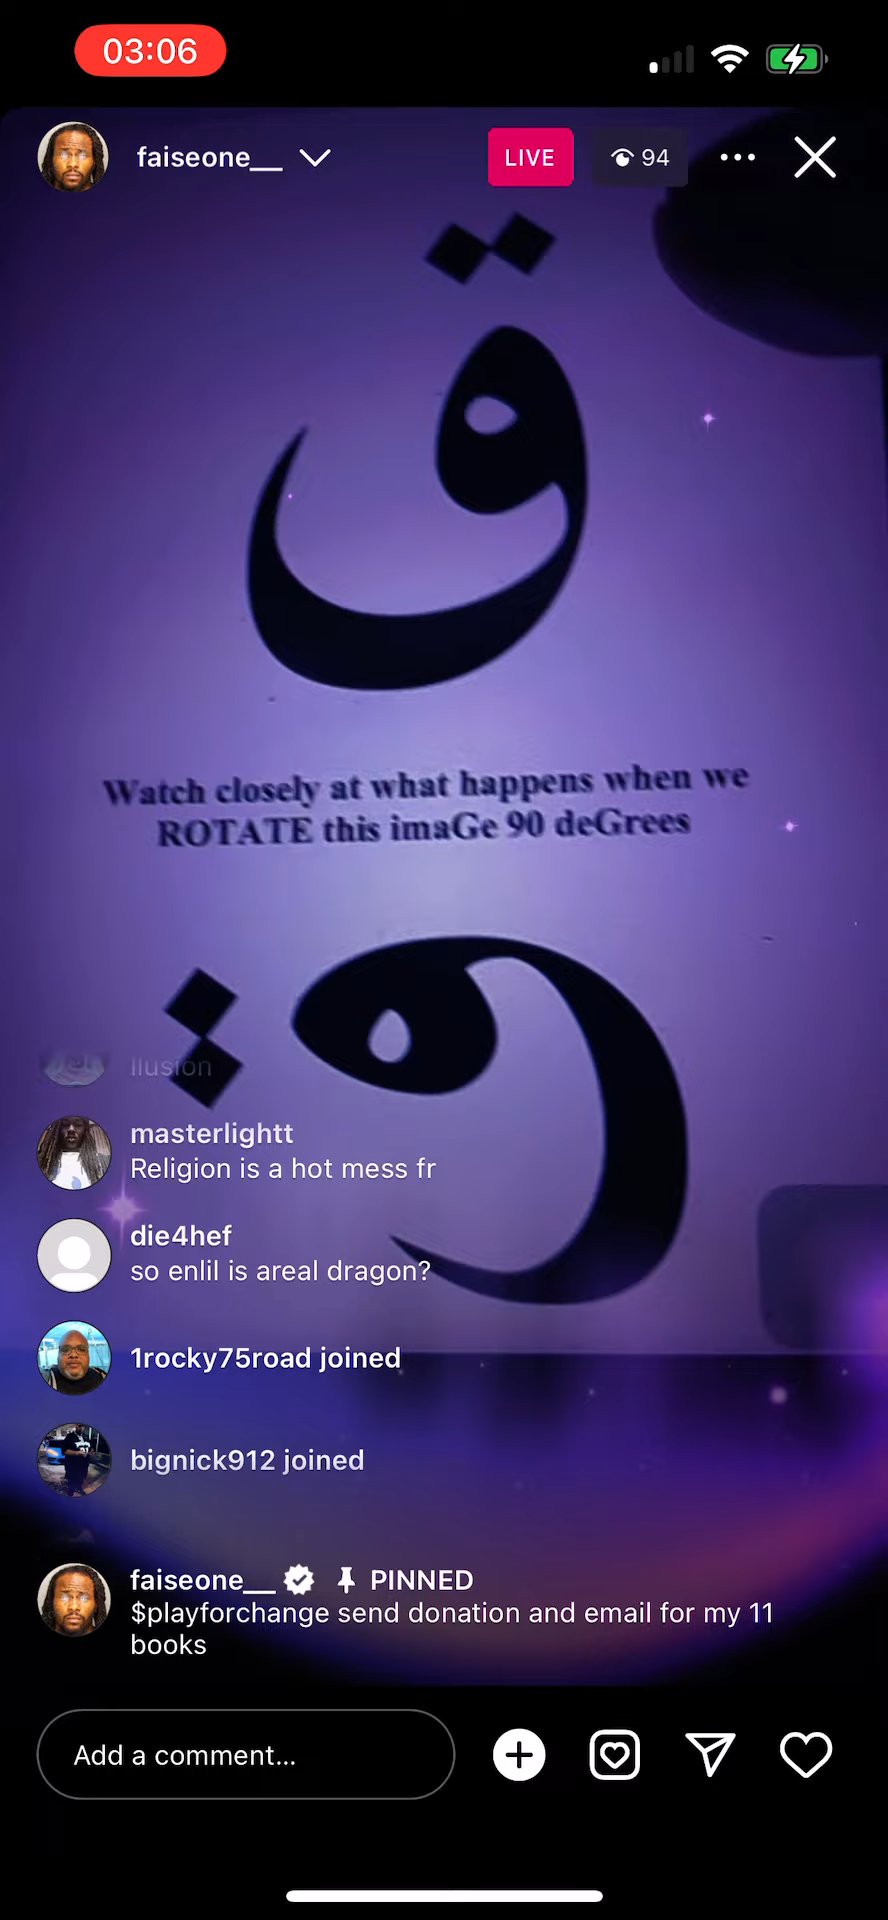 03:06
faiseone__
LIVE
94
ق
Watch closely at what happens when we
ROTATE this imaGe 90 deGrees
ق
llusion
masterlightt
Religion is a hot mess fr
die4hef
so enlil is areal dragon?
1rocky75road joined
bignick912 joined
faiseone__ PINNED
$playforchange send donation and email for my 11
books
Add a comment...